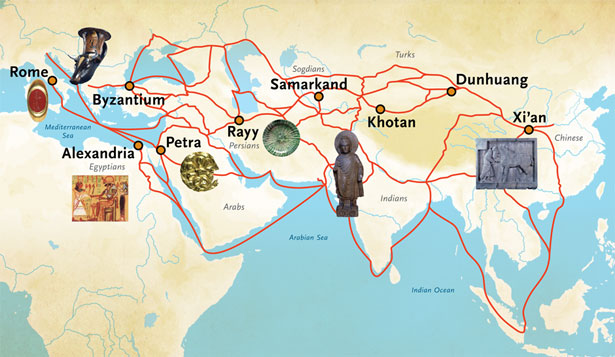 Turks
Sogdians
Rome
Samarkand
Dunhuang
Byzantium
Khotan
Xi'an
Mediterranean
Sea
Rayy
Petra
Chinese
Alexandria
Persians
Egyptians
Indians
Arabs
Arabian Sea
Indian Ocean